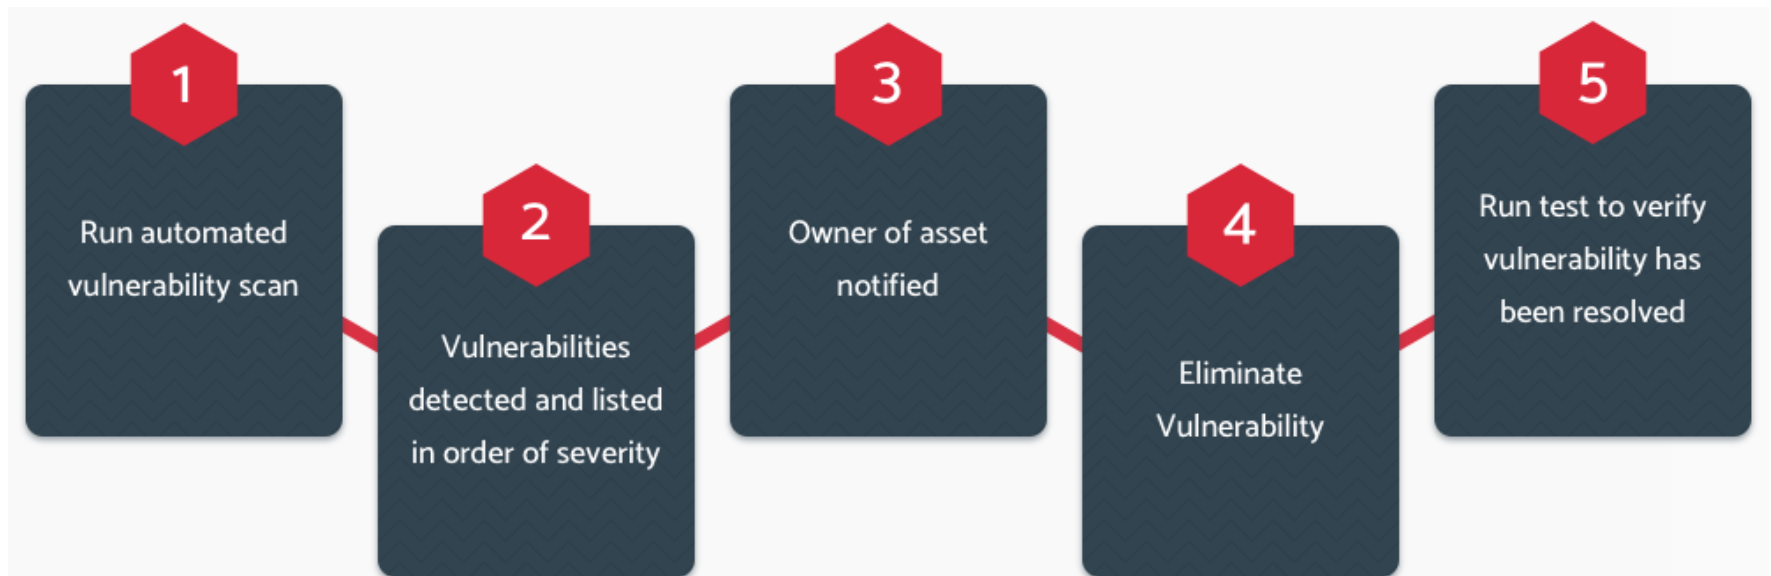 1
Run automated
vulnerability scan
2
Vulnerabilities
detected and listed
in order of severity
3
Owner of asset
notified
4
Eliminate
Vulnerability
5
Run test to verify
vulnerability has
been resolved